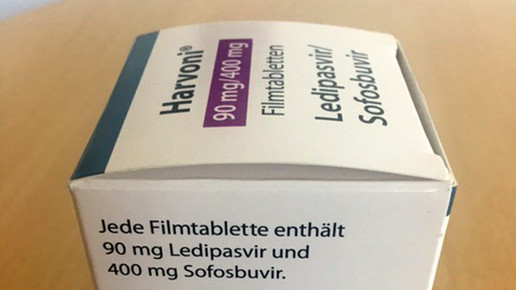 Harvoni®
90 mg/400 mg
Filmtabletten
Ledipasvir/
Sofosbuvir
Jede Filmtablette enthält
90 mg Ledipasvir und
400 mg Sofosbuvir.